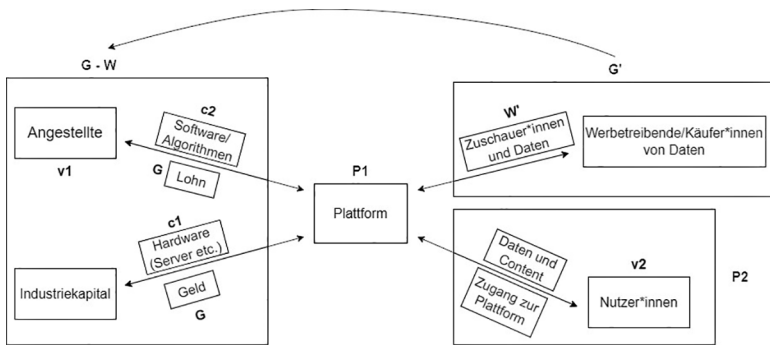 G - W
G'
c2
Software/
Algorithmen
Angestellte
G
Lohn
v1
W'
Zuschauer*innen
und Daten
Werbetreibende/Käufer*innen
von Daten
P1
Plattform
c1
Hardware
(Server etc.)
Industriekapital
Geld
G
Daten und
Content
Zugang zur
Plattform
v2
Nutzer*innen
P2